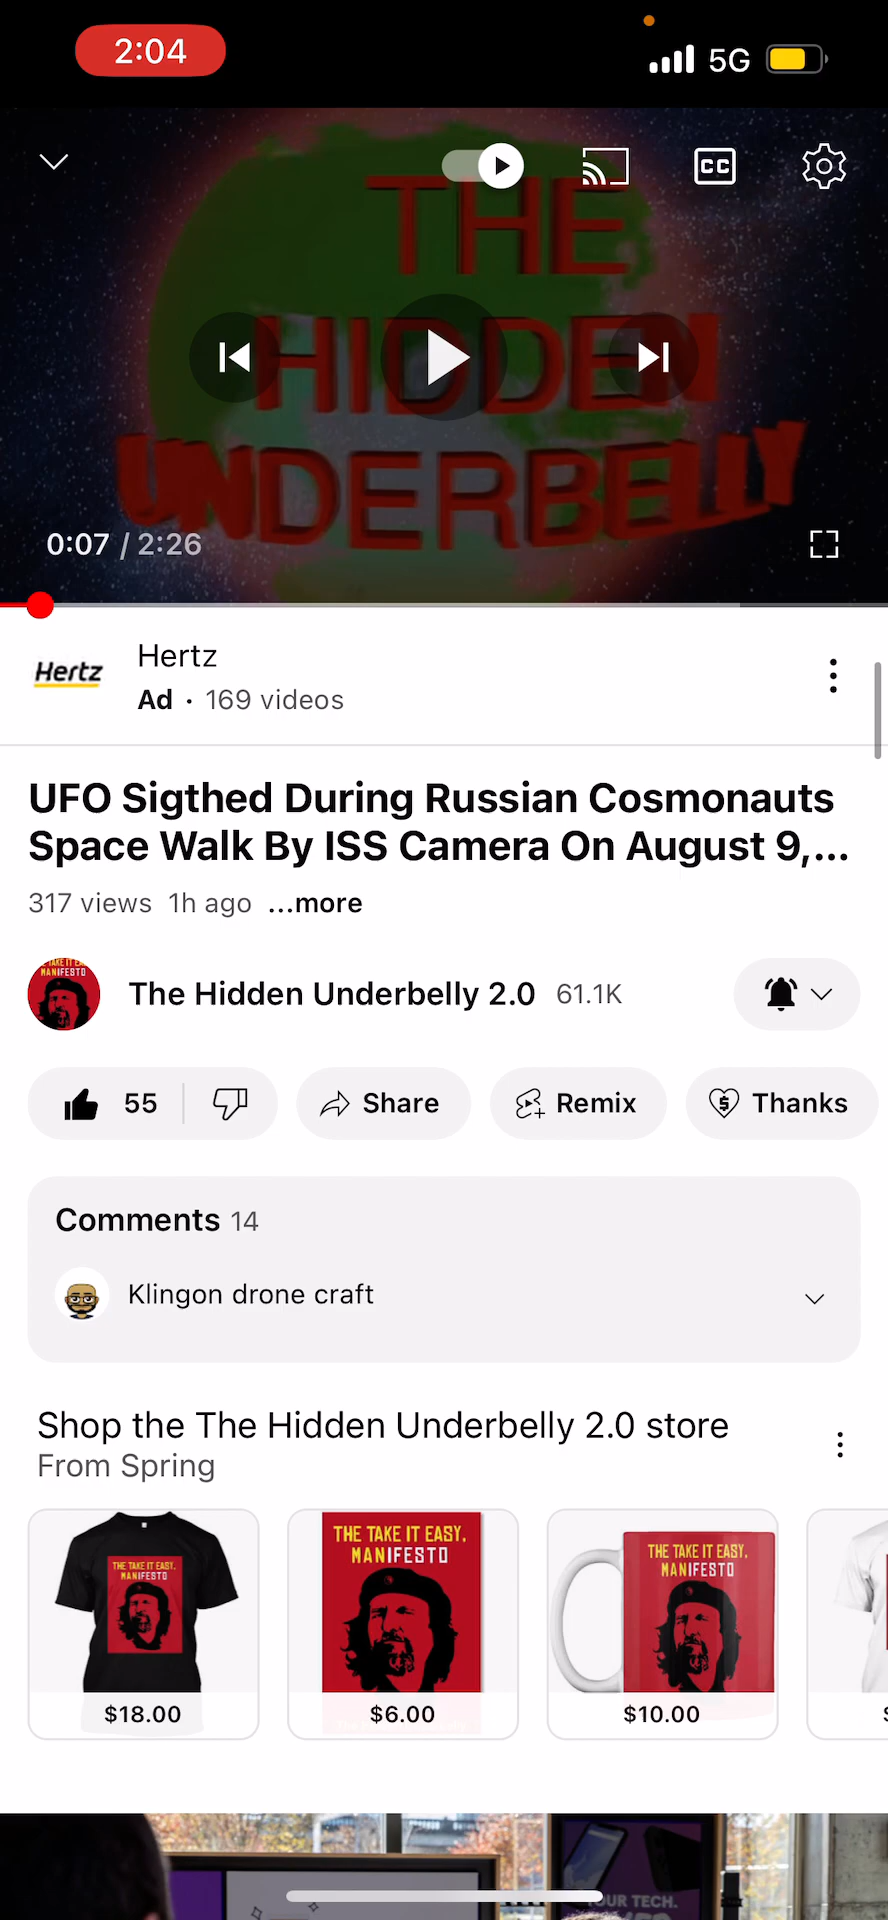 2:04
5G
CC
THE
HIDDEN
UNDERBELLY
0:07 / 2:26
Hertz
Hertz
Ad · 169 videos
UFO Sigthed During Russian Cosmonauts
Space Walk By ISS Camera On August 9,...
317 views 1h ago ...more
MANIFESTO
The Hidden Underbelly 2.0 61.1K
55
Share
Remix
Thanks
Comments 14
Klingon drone craft
Shop the The Hidden Underbelly 2.0 store
From Spring
THE TAKE IT EASY.
MANIFESTO
$18.00
THE TAKE IT EASY.
MANIFESTO
$6.00
THE TAKE IT EASY.
MANIFESTO
$10.00
YOUR TECH.